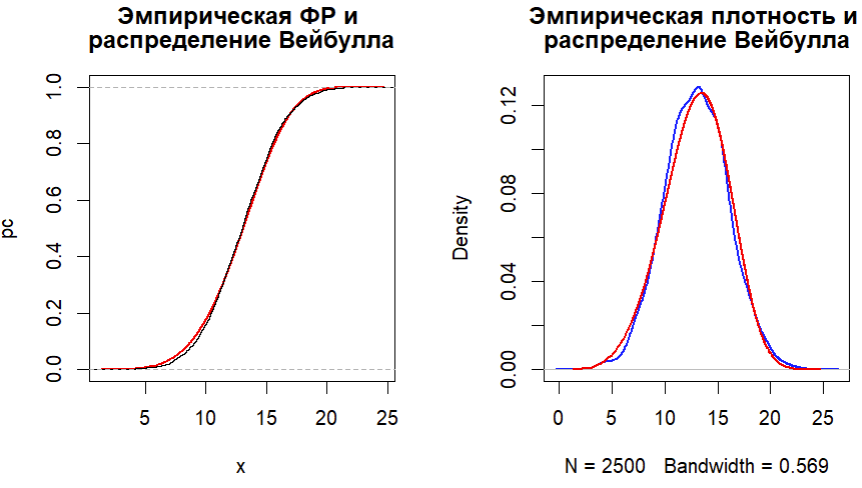 Эмпирическая ФР и
распределение Вейбулла
pc
0.0 0.2 0.4 0.6 0.8 1.0
5 10 15 20 25
x
Эмпирическая плотность и
распределение Вейбулла
Density
0.00 0.04 0.08 0.12
0 5 10 15 20 25
N = 2500 Bandwidth = 0.569